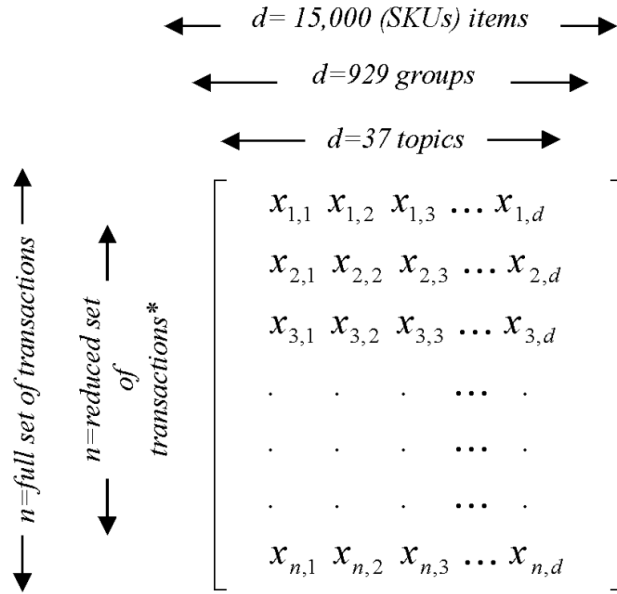 d= 15,000 (SKUs) items
d=929 groups
d=37 topics
n=full set of transactions
n=reduced set
of
transactions*
x1,1 x1,2 x1,3 ... x1,d
x2,1 x2,2 x2,3 ... x2,d
x3,1 x3,2 x3,3 ... x3,d
. . . ... .
. . . ... .
. . . ... .
xn,1 xn,2 xn,3 ... xn,d